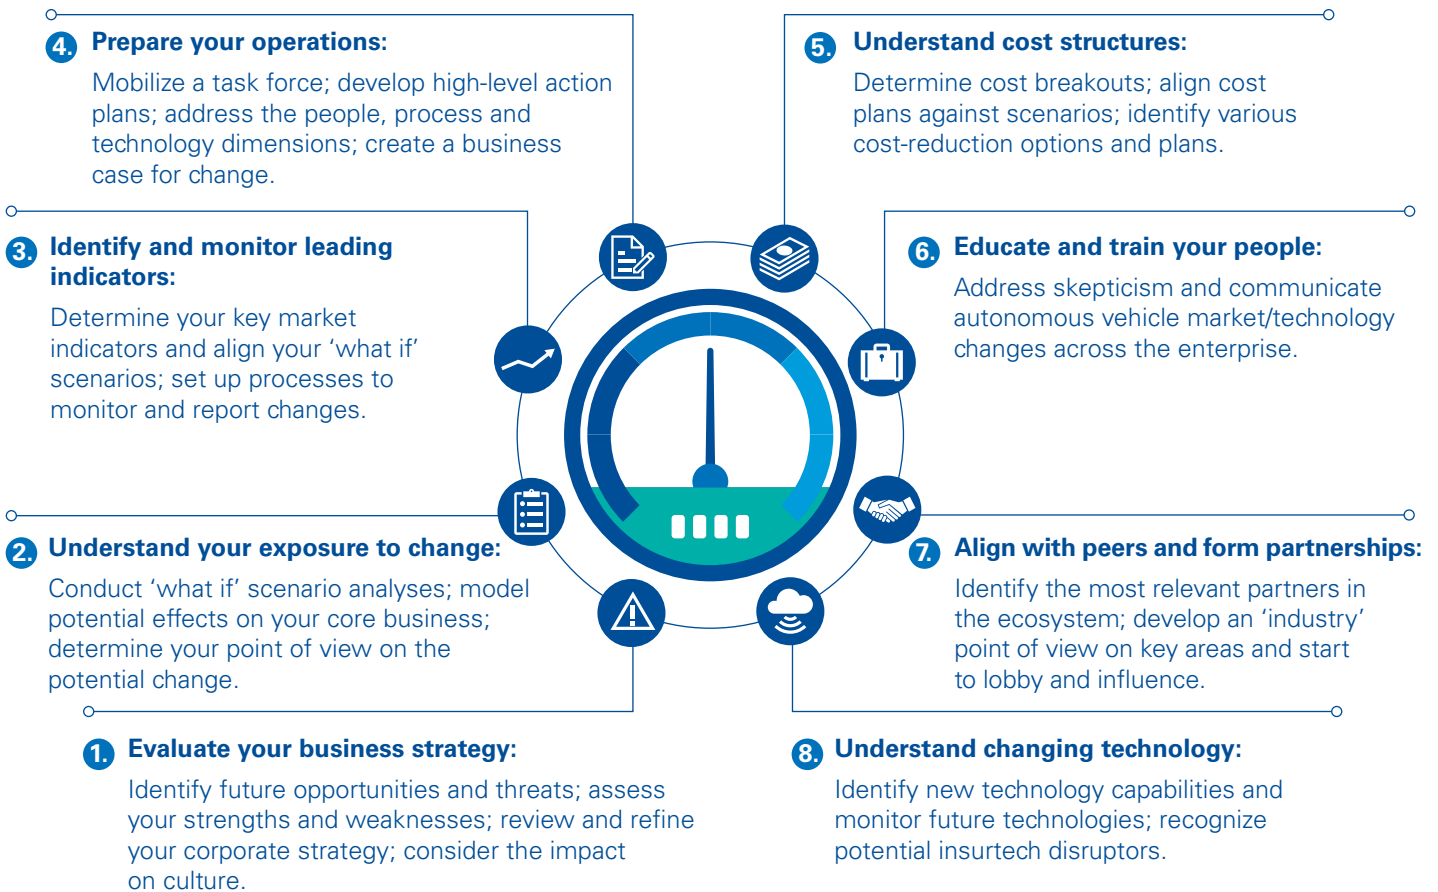 4. Prepare your operations:
Mobilize a task force; develop high-level action
plans; address the people, process and
technology dimensions; create a business
case for change.
5. Understand cost structures:
Determine cost breakouts; align cost
plans against scenarios; identify various
cost-reduction options and plans.
3. Identify and monitor leading
indicators:
Determine your key market
indicators and align your ‘what if’
scenarios; set up processes to
monitor and report changes.
6. Educate and train your people:
Address skepticism and communicate
autonomous vehicle market/technology
changes across the enterprise.
2. Understand your exposure to change:
Conduct ‘what if’ scenario analyses; model
potential effects on your core business;
determine your point of view on the
potential change.
7. Align with peers and form partnerships:
Identify the most relevant partners in
the ecosystem; develop an ‘industry’
point of view on key areas and start
to lobby and influence.
1. Evaluate your business strategy:
Identify future opportunities and threats; assess
your strengths and weaknesses; review and refine
your corporate strategy; consider the impact
on culture.
8. Understand changing technology:
Identify new technology capabilities and
monitor future technologies; recognize
potential insurtech disruptors.